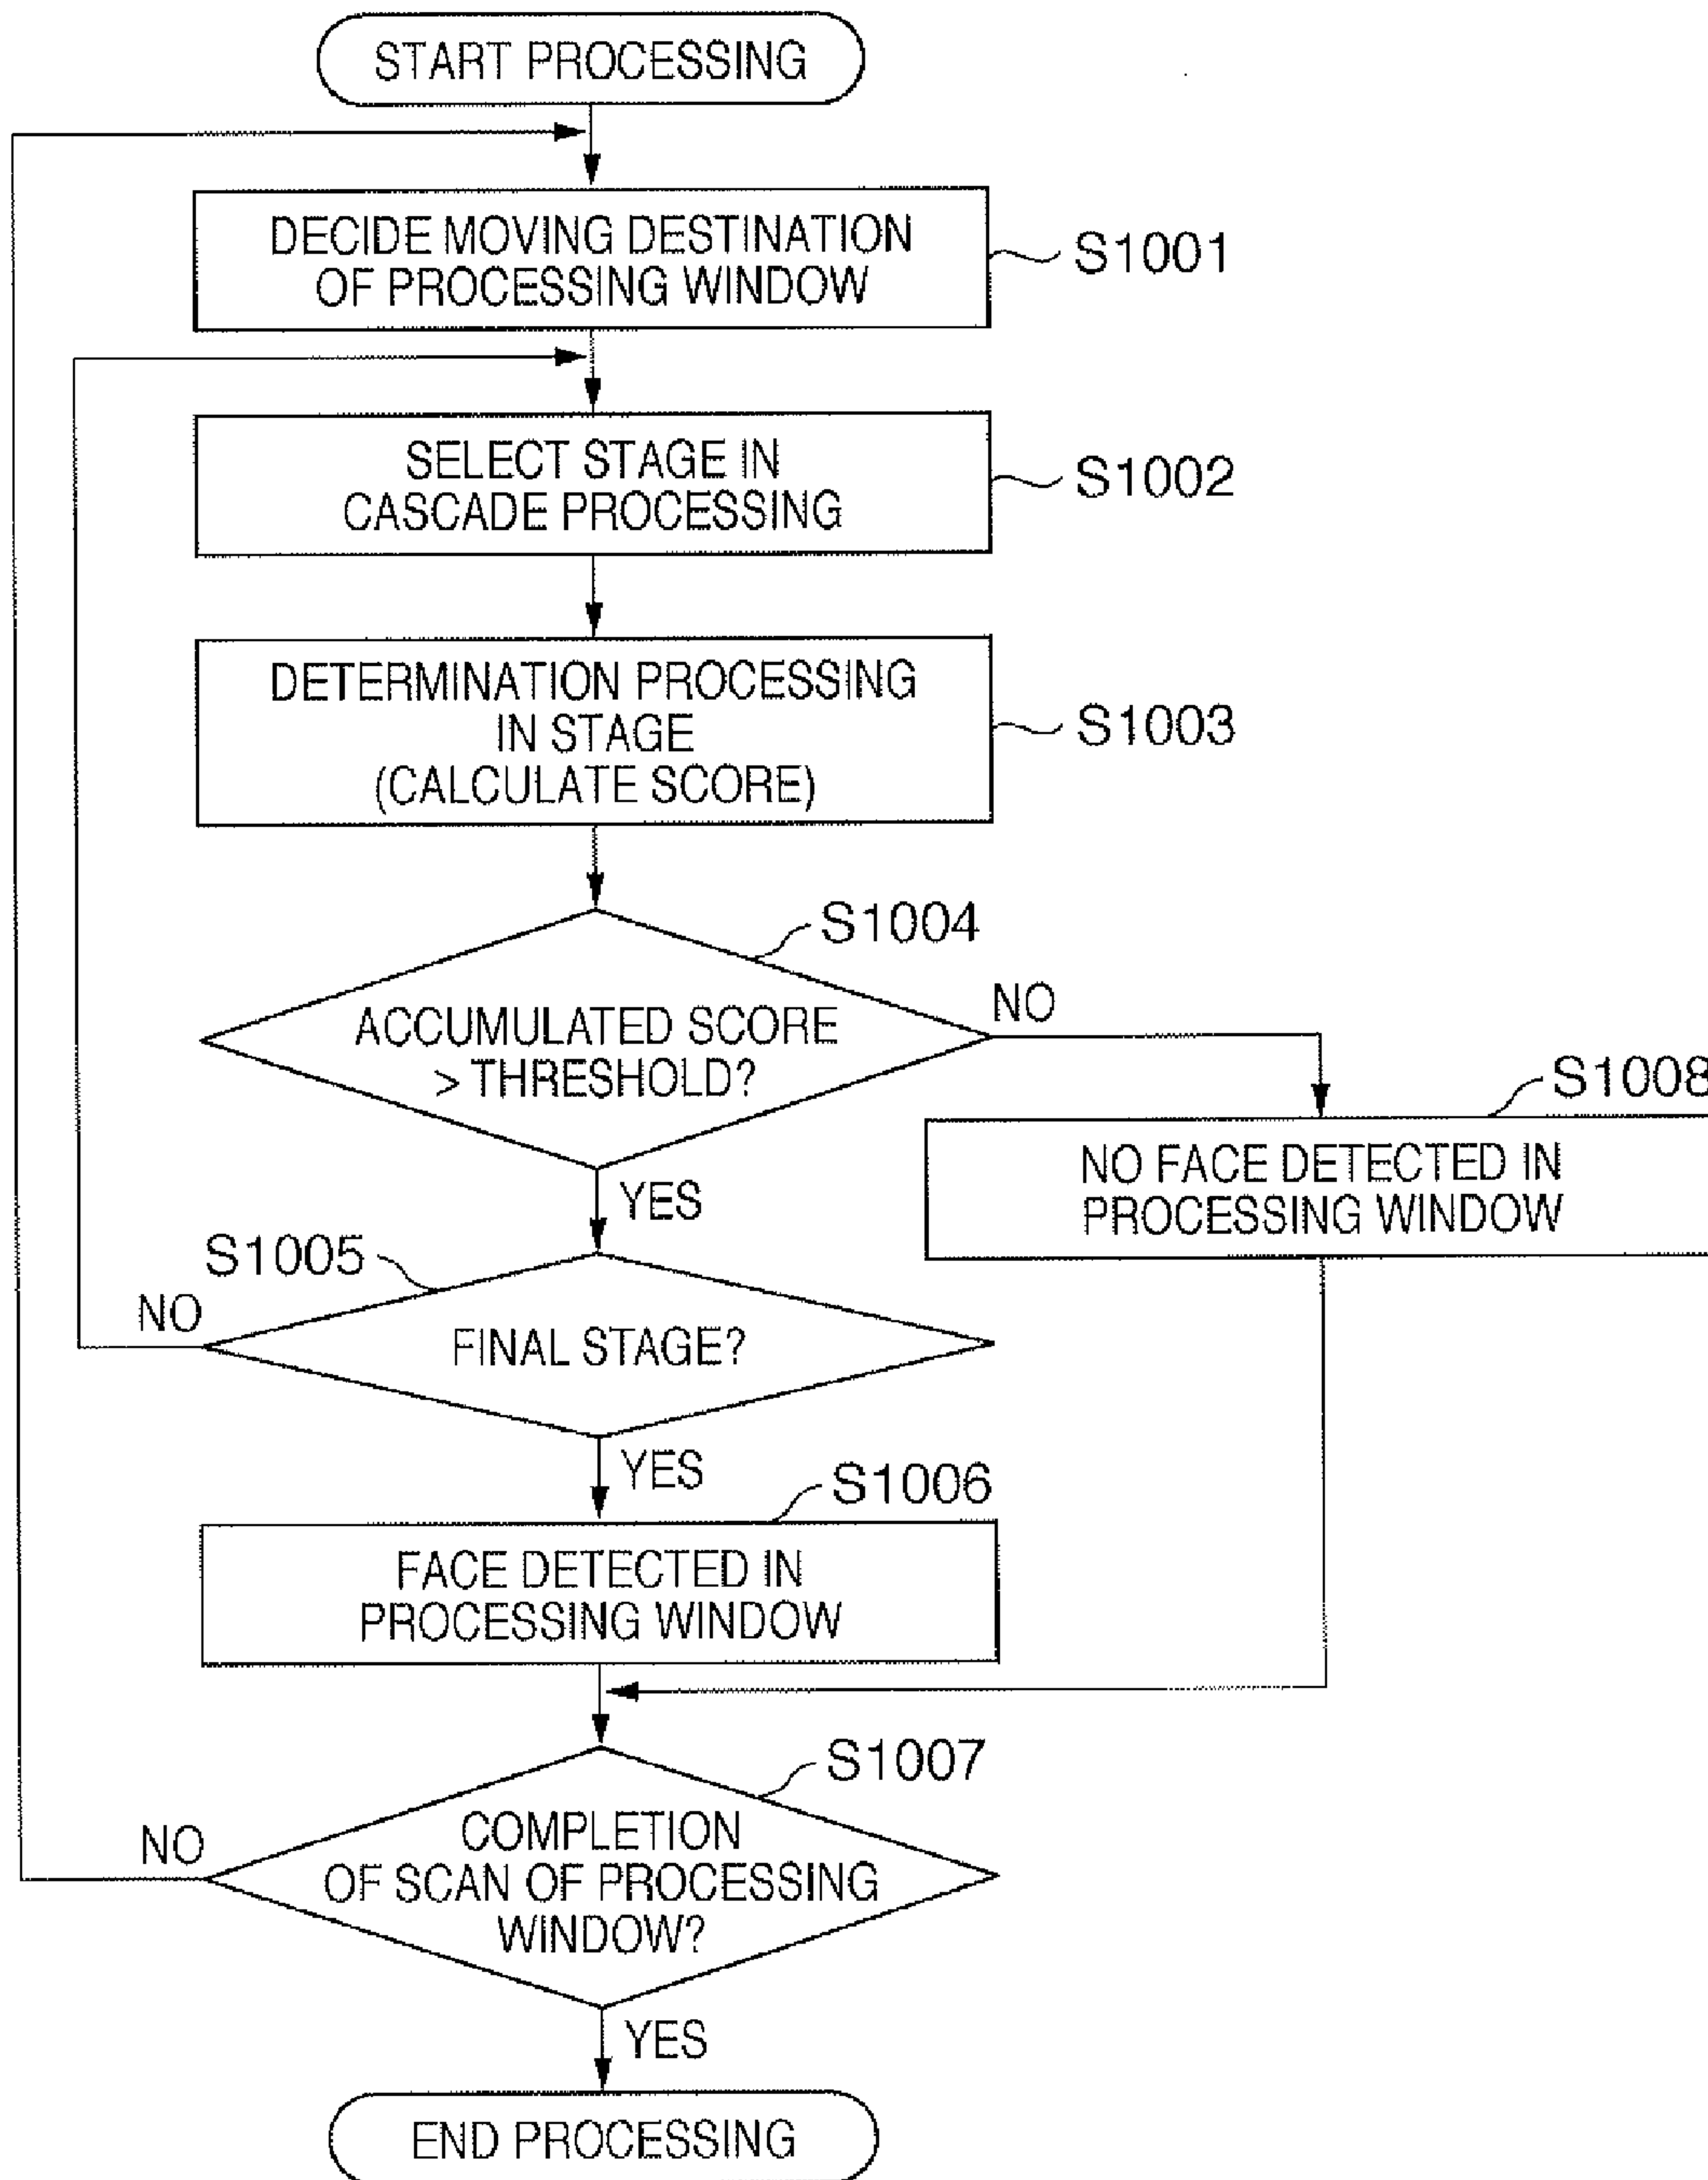 START PROCESSING
DECIDE MOVING DESTINATION
OF PROCESSING WINDOW
S1001
SELECT STAGE IN
CASCADE PROCESSING
S1002
DETERMINATION PROCESSING
IN STAGE
(CALCULATE SCORE)
S1003
S1004
ACCUMULATED SCORE
> THRESHOLD?
NO
YES
S1008
NO FACE DETECTED IN
PROCESSING WINDOW
S1005
NO
FINAL STAGE?
YES
S1006
FACE DETECTED IN
PROCESSING WINDOW
S1007
NO
COMPLETION
OF SCAN OF PROCESSING
WINDOW?
YES
END PROCESSING